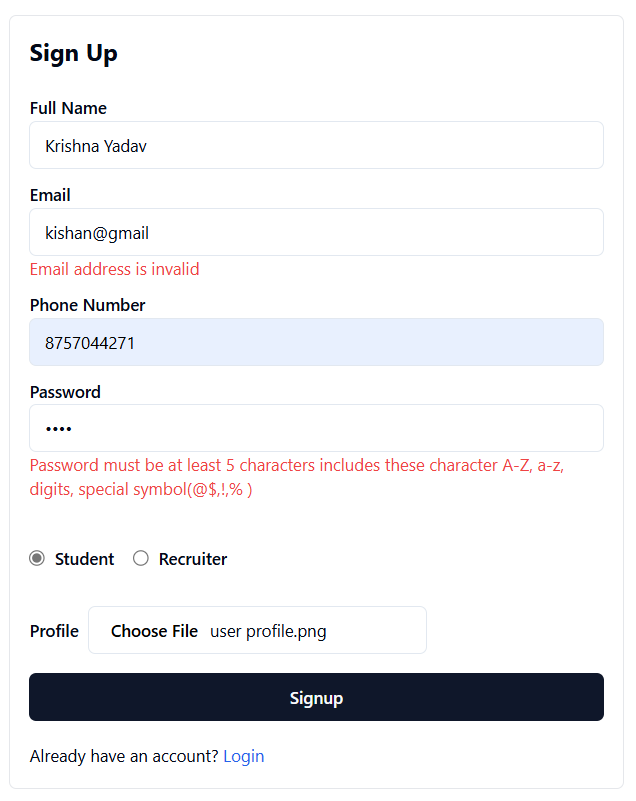 Sign Up
Full Name
Krishna Yadav
Email
kishan@gmail
Email address is invalid
Phone Number
8757044271
Password
••••
Password must be at least 5 characters includes these character A-Z, a-z,
digits, special symbol(@$,!,% )
Student Recruiter
Profile Choose File user profile.png
Signup
Already have an account? Login